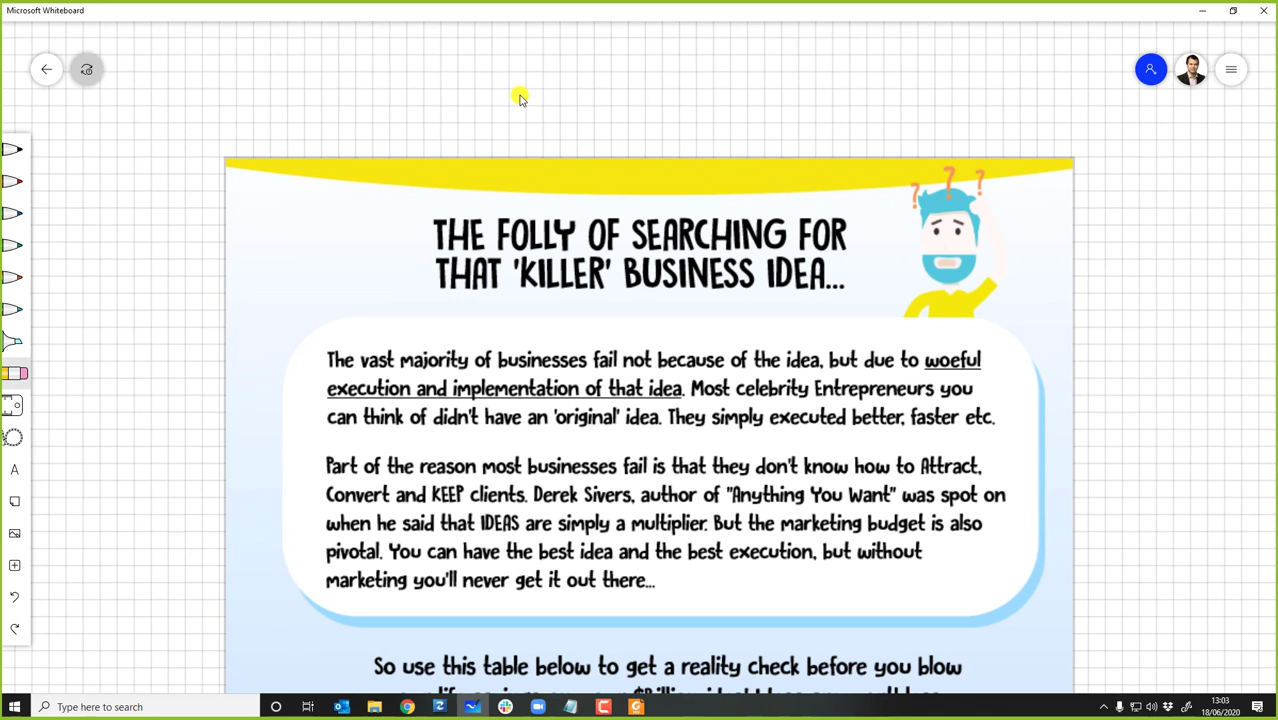 Microsoft Whiteboard
THE FOLLY OF SEARCHING FOR
THAT 'KILLER' BUSINESS IDEA...
The vast majority of businesses fail not because of the idea, but due to woeful
execution and implementation of that idea. Most celebrity Entrepreneurs you
can think of didn't have an 'original' idea. They simply executed better, faster etc.
Part of the reason most businesses fail is that they don't know how to Attract,
Convert and KEEP clients. Derek Sivers, author of "Anything You Want" was spot on
when he said that IDEAS are simply a multiplier. But the marketing budget is also
pivotal. You can have the best idea and the best execution, but without
marketing you'll never get it out there...
So use this table below to get a reality check before you blow
Type here to search
13:03
18/06/2020